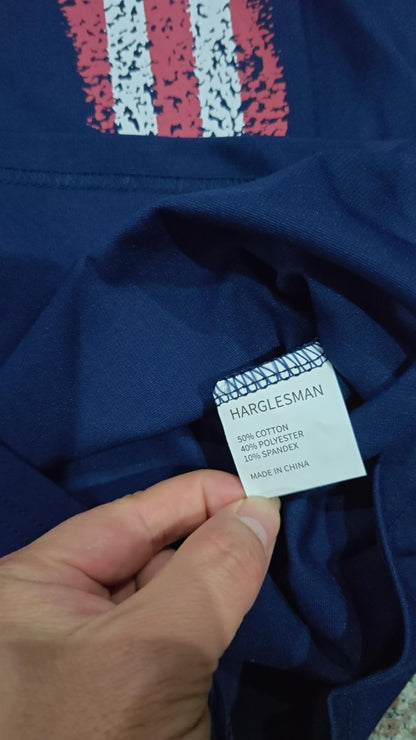 HARGLESMAN
50% COTTON
40% POLYESTER
10% SPANDEX
MADE IN CHINA